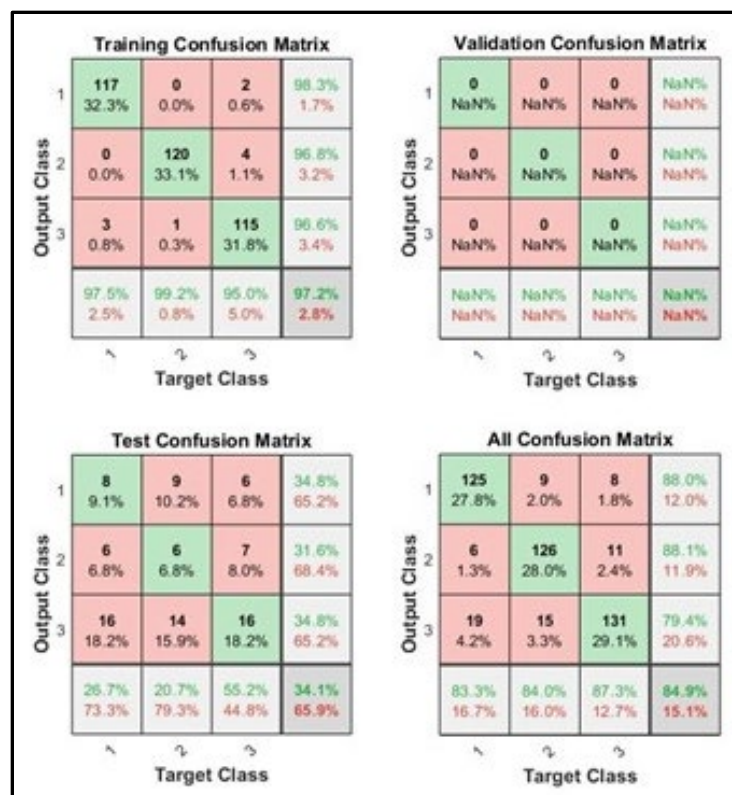 Training Confusion Matrix
Output Class
1 117 0 2 98.3%
32.3% 0.0% 0.6% 1.7%
2 0 120 4 96.8%
0.0% 33.1% 1.1% 3.2%
3 3 1 115 96.6%
0.8% 0.3% 31.8% 3.4%
97.5% 99.2% 95.0% 97.2%
2.5% 0.8% 5.0% 2.8%
1 2 3
Target Class
Validation Confusion Matrix
Output Class
1 0 0 0 NaN%
NaN% NaN% NaN% NaN%
2 0 0 0 NaN%
NaN% NaN% NaN% NaN%
3 0 0 0 NaN%
NaN% NaN% NaN% NaN%
NaN% NaN% NaN% NaN%
NaN% NaN% NaN% NaN%
1 2 3
Target Class
Test Confusion Matrix
Output Class
1 8 9 6 34.8%
9.1% 10.2% 6.8% 65.2%
2 6 6 7 31.6%
6.8% 6.8% 8.0% 68.4%
3 16 14 16 34.8%
18.2% 15.9% 18.2% 65.2%
26.7% 20.7% 55.2% 34.1%
73.3% 79.3% 44.8% 65.9%
1 2 3
Target Class
All Confusion Matrix
Output Class
1 125 9 8 88.0%
27.8% 2.0% 1.8% 12.0%
2 6 126 11 88.1%
1.3% 28.0% 2.4% 11.9%
3 19 15 131 79.4%
4.2% 3.3% 29.1% 20.6%
83.3% 84.0% 87.3% 84.9%
16.7% 16.0% 12.7% 15.1%
1 2 3
Target Class